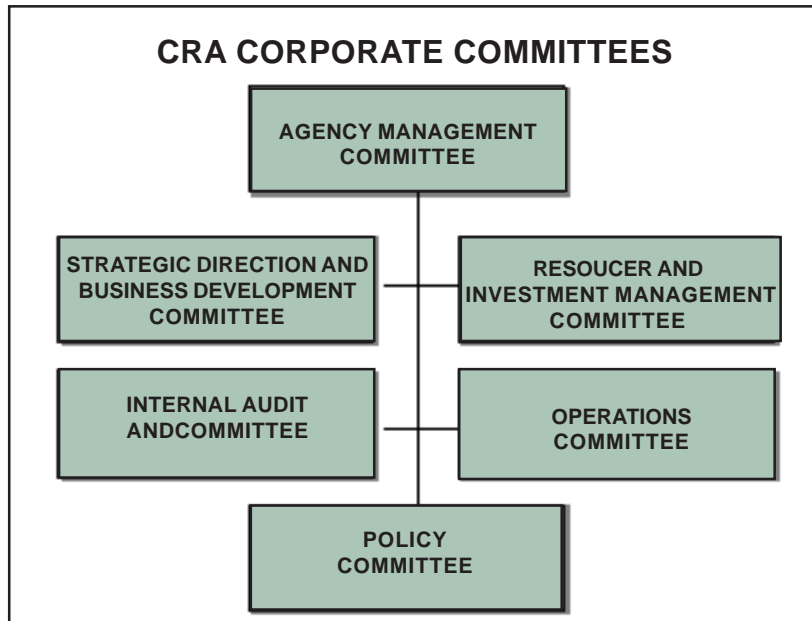 CRA CORPORATE COMMITTEES
AGENCY MANAGEMENT
COMMITTEE
STRATEGIC DIRECTION AND
BUSINESS DEVELOPMENT
COMMITTEE
RESOUCER AND
INVESTMENT MANAGEMENT
COMMITTEE
INTERNAL AUDIT
ANDCOMMITTEE
OPERATIONS
COMMITTEE
POLICY
COMMITTEE